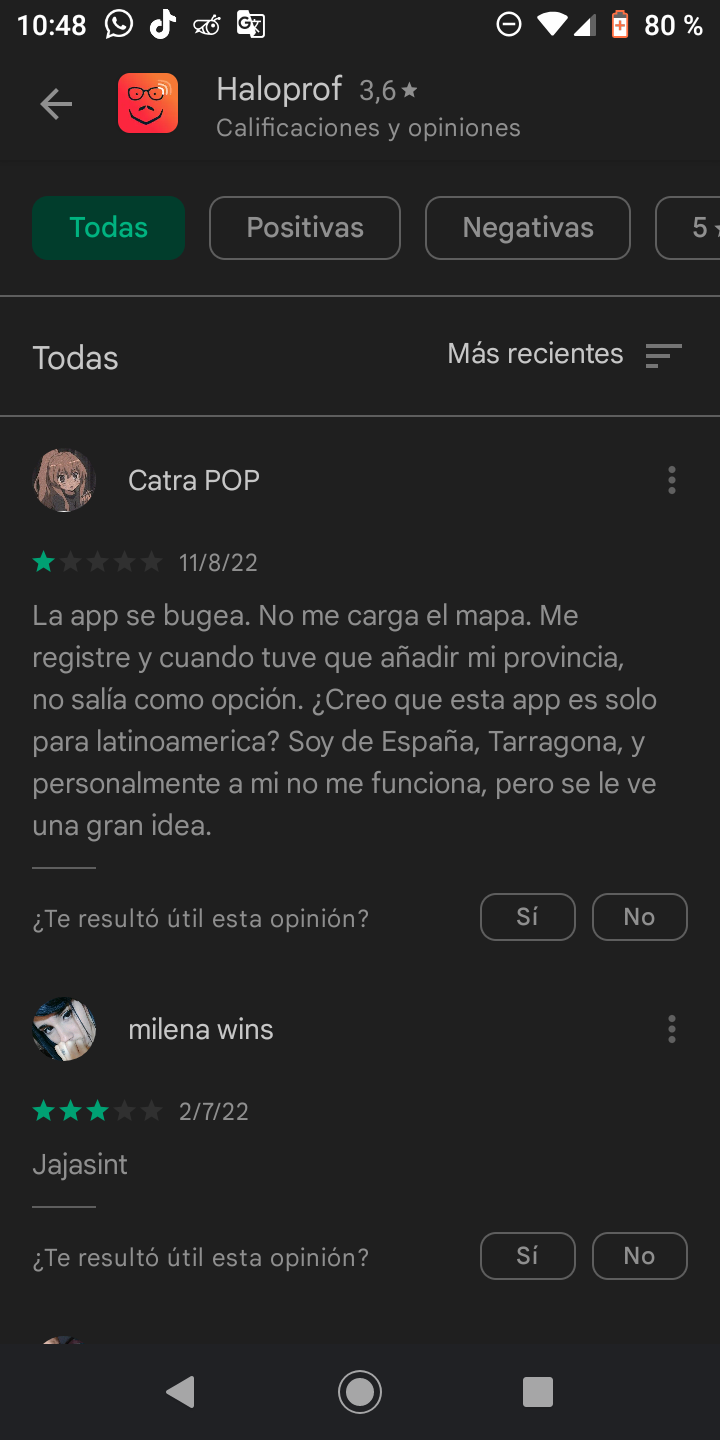 10:48
80 %
Haloprof 3,6★
Calificaciones y opiniones
Todas Positivas Negativas 5
Todas Más recientes
Catra POP
11/8/22
La app se bugea. No me carga el mapa. Me
registre y cuando tuve que añadir mi provincia,
no salía como opción. ¿Creo que esta app es solo
para latinoamerica? Soy de España, Tarragona, y
personalmente a mi no me funciona, pero se le ve
una gran idea.
¿Te resultó útil esta opinión? Sí No
milena wins
2/7/22
Jajasint
¿Te resultó útil esta opinión? Sí No